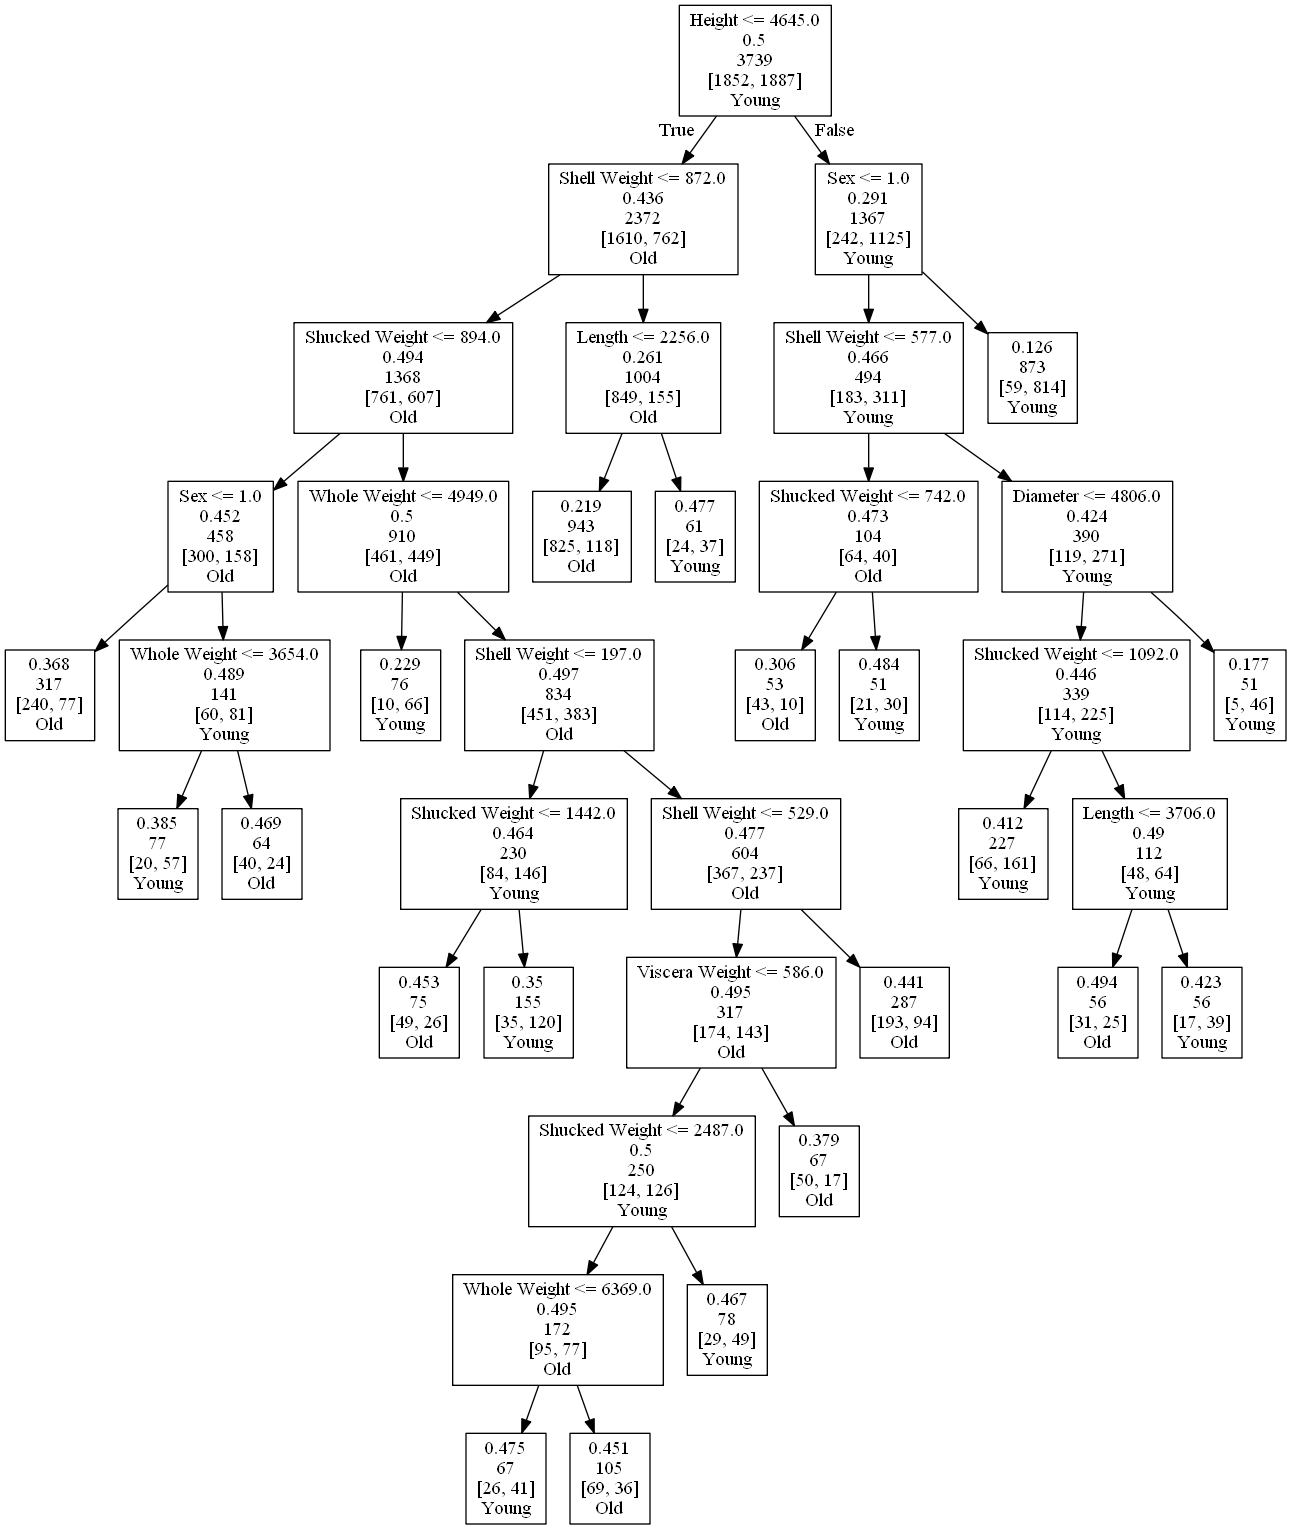 Height <= 4645.0
0.5
3739
[1852, 1887]
Young
True
False
Shell Weight <= 872.0
0.436
2372
[1610, 762]
Old
Sex <= 1.0
0.291
1367
[242, 1125]
Young
Shucked Weight <= 894.0
0.494
1368
[761, 607]
Old
Length <= 2256.0
0.261
1004
[849, 155]
Old
Shell Weight <= 577.0
0.466
494
[183, 311]
Young
0.126
873
[59, 814]
Young
Sex <= 1.0
0.452
458
[300, 158]
Old
Whole Weight <= 4949.0
0.5
910
[461, 449]
Old
0.219
943
[825, 118]
Old
0.477
61
[24, 37]
Young
Shucked Weight <= 742.0
0.473
104
[64, 40]
Old
Diameter <= 4806.0
0.424
390
[119, 271]
Young
0.368
317
[240, 77]
Old
Whole Weight <= 3654.0
0.489
141
[60, 81]
Young
0.229
76
[10, 66]
Young
Shell Weight <= 197.0
0.497
834
[451, 383]
Old
0.306
53
[43, 10]
Old
0.484
51
[21, 30]
Young
Shucked Weight <= 1092.0
0.446
339
[114, 225]
Young
0.177
51
[5, 46]
Young
0.385
77
[20, 57]
Young
0.469
64
[40, 24]
Old
Shucked Weight <= 1442.0
0.464
230
[84, 146]
Young
Shell Weight <= 529.0
0.477
604
[367, 237]
Old
0.412
227
[66, 161]
Young
Length <= 3706.0
0.49
112
[48, 64]
Young
0.453
75
[49, 26]
Old
0.35
155
[35, 120]
Young
Viscera Weight <= 586.0
0.495
317
[174, 143]
Old
0.441
287
[193, 94]
Old
0.494
56
[31, 25]
Old
0.423
56
[17, 39]
Young
Shucked Weight <= 2487.0
0.5
250
[124, 126]
Young
0.379
67
[50, 17]
Old
Whole Weight <= 6369.0
0.495
172
[95, 77]
Old
0.467
78
[29, 49]
Young
0.475
67
[26, 41]
Young
0.451
105
[69, 36]
Old